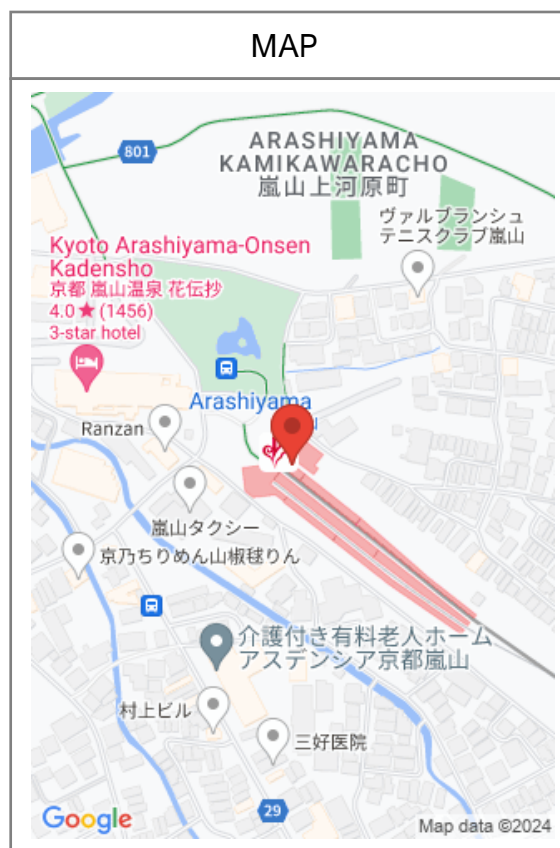 MAP
801
ARASHIYAMA
KAMIKAWARACHO
嵐山上河原町
ヴァルブランシュ
テニスクラブ嵐山
Kyoto Arashiyama-Onsen
Kadensho
京都 嵐山温泉 花伝抄
4.0★(1456)
3-star hotel
Arashiyama
Ranzan
嵐山タクシー
京乃ちりめん山椒毬りん
介護付き有料老人ホーム
アスデンシア京都嵐山
村上ビル
三好医院
29
Google
Map data ©2024